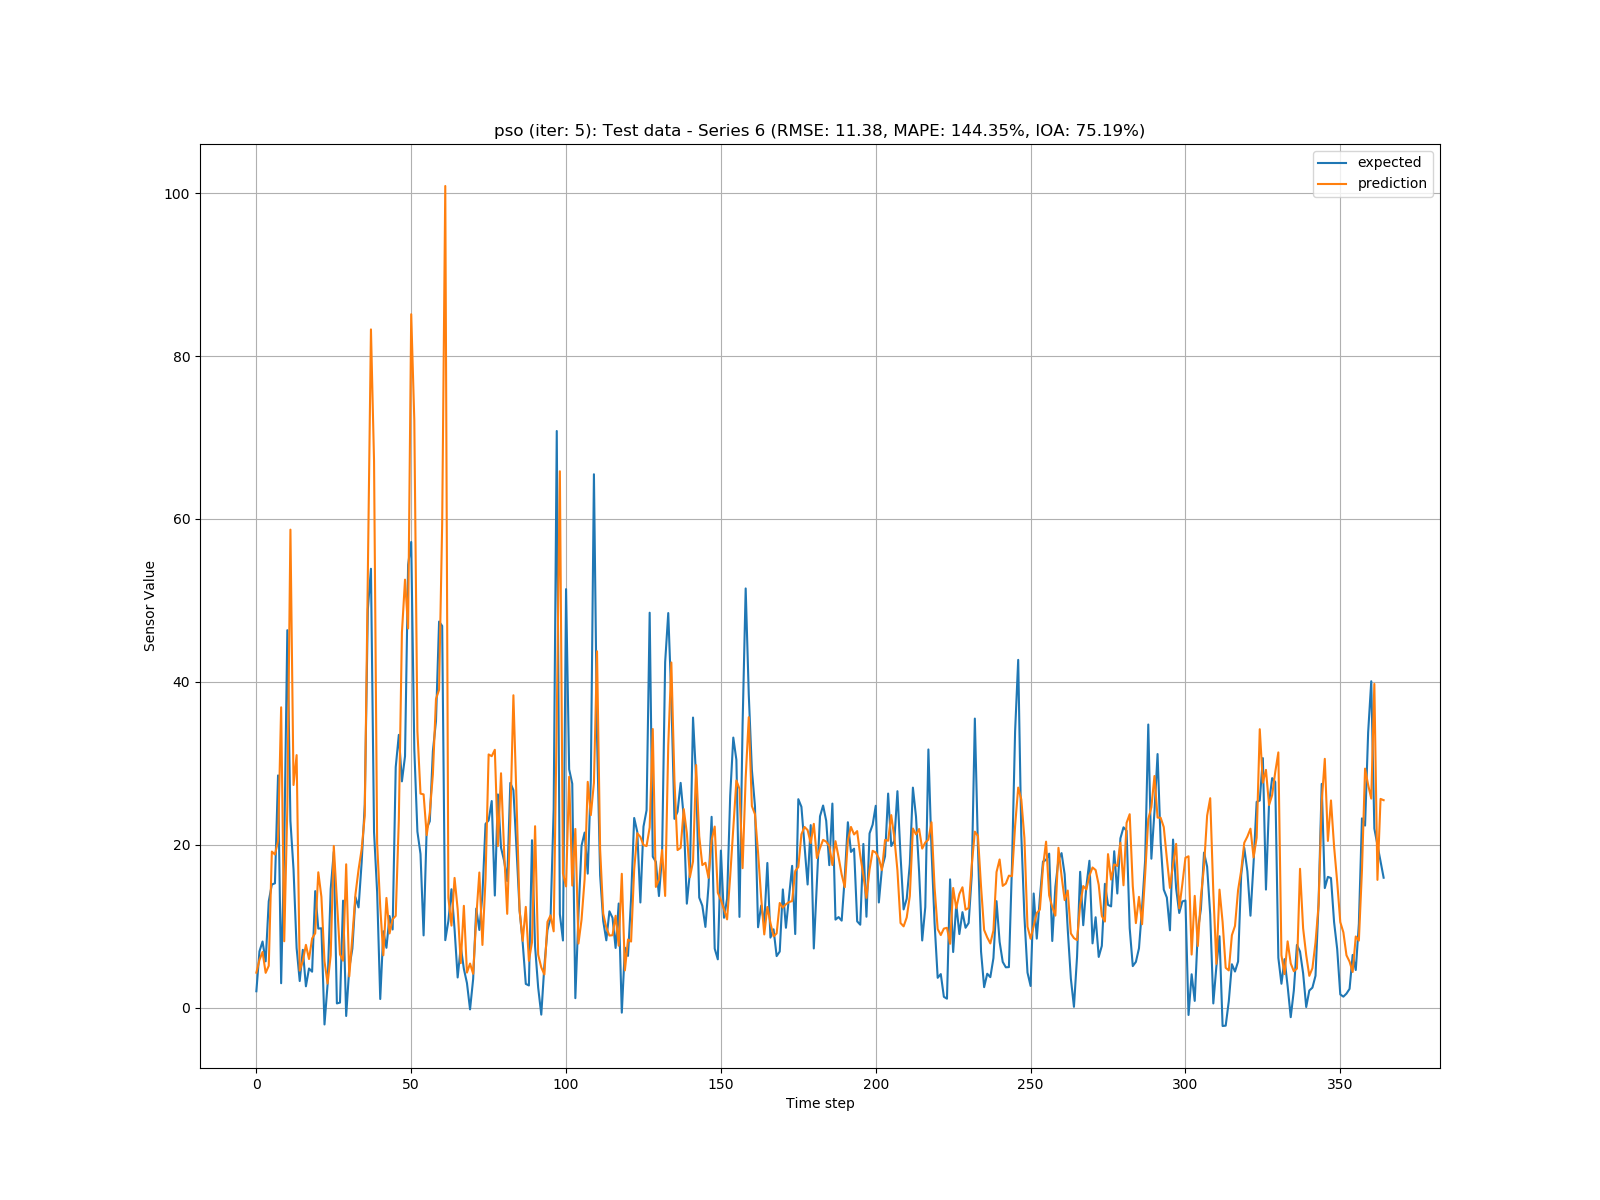 pso (iter: 5): Test data - Series 6 (RMSE: 11.38, MAPE: 144.35%, IOA: 75.19%)
expected
prediction
100
80
60
40
20
0
Sensor Value
0 50 100 150 200 250 300 350
Time step